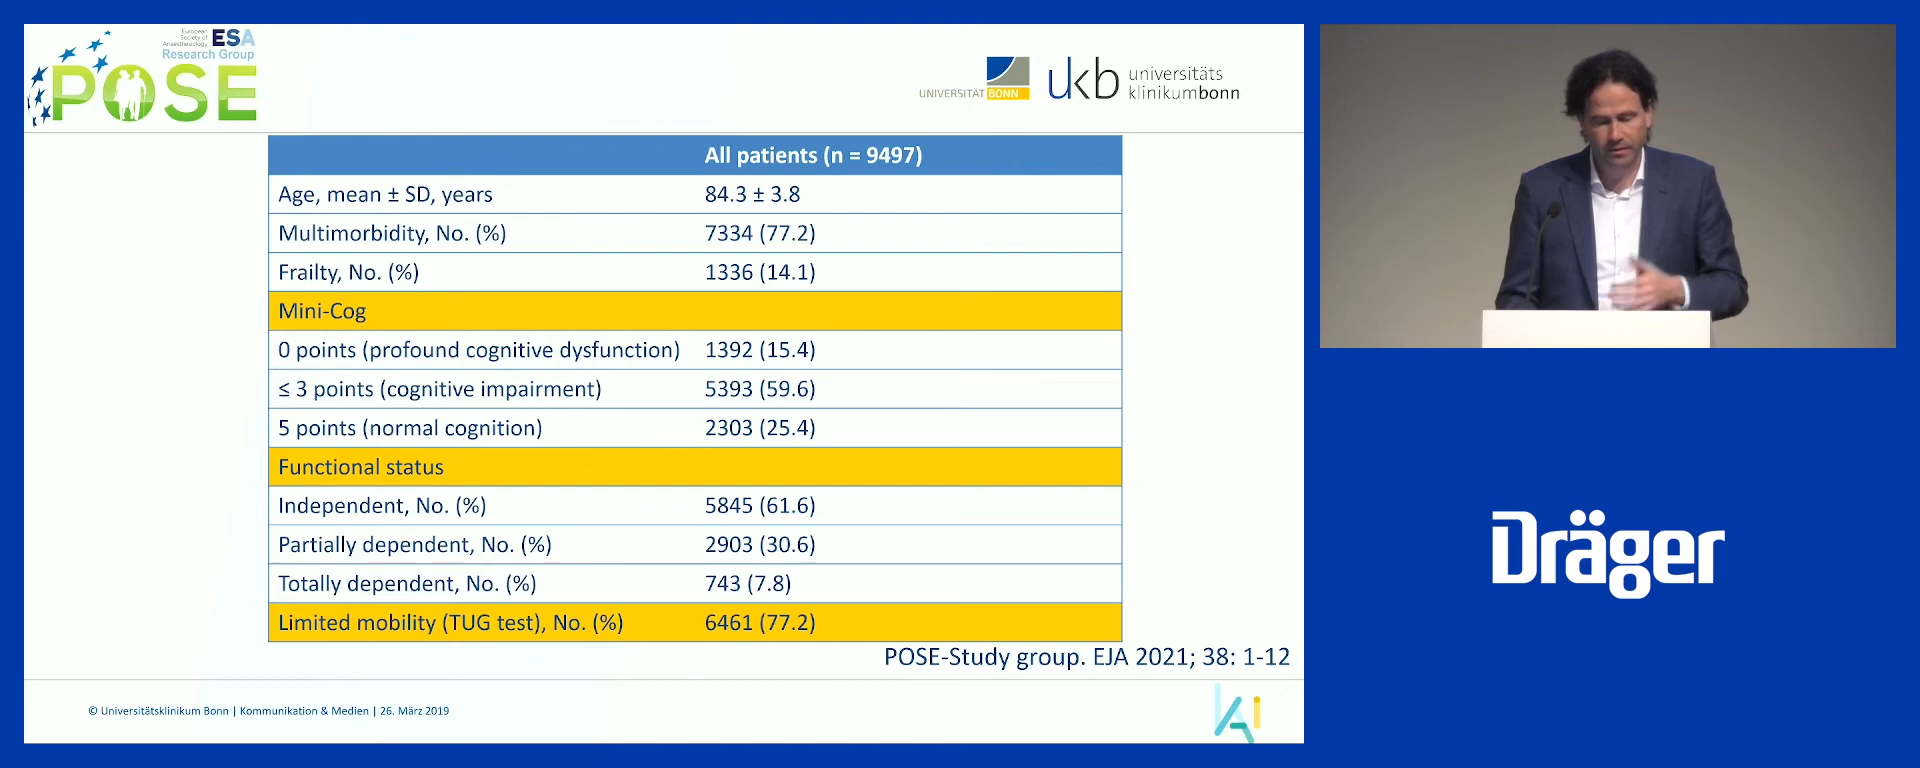 European
Society of
Anaesthesiology
ESA
Research Group
POSE
UNIVERSITÄT BONN
ukb universitäts
klinikumbonn
All patients (n = 9497)
Age, mean ± SD, years 84.3 ± 3.8
Multimorbidity, No. (%) 7334 (77.2)
Frailty, No. (%) 1336 (14.1)
Mini-Cog
0 points (profound cognitive dysfunction) 1392 (15.4)
≤ 3 points (cognitive impairment) 5393 (59.6)
5 points (normal cognition) 2303 (25.4)
Functional status
Independent, No. (%) 5845 (61.6)
Partially dependent, No. (%) 2903 (30.6)
Totally dependent, No. (%) 743 (7.8)
Limited mobility (TUG test), No. (%) 6461 (77.2)
POSE-Study group. EJA 2021; 38: 1-12
© Universitätsklinikum Bonn | Kommunikation & Medien | 26. März 2019
KAi
Dräger